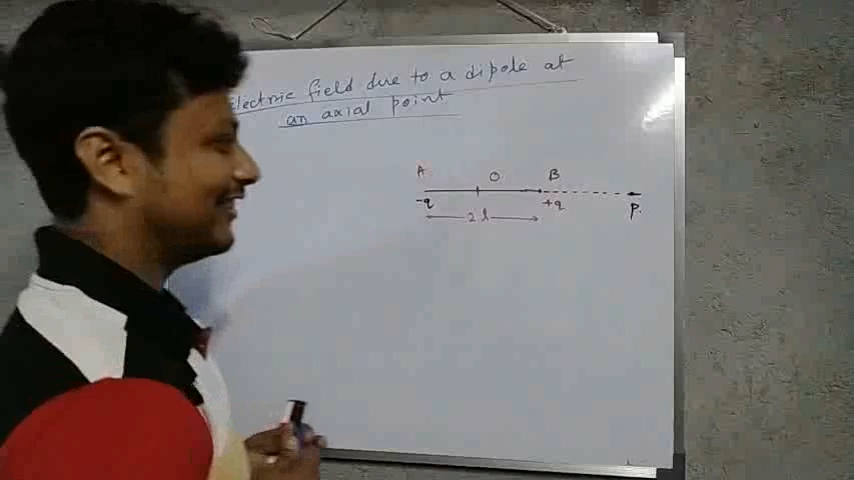 Electric field due to a dipole at
an axial point
A O B
-q +q P.
2l